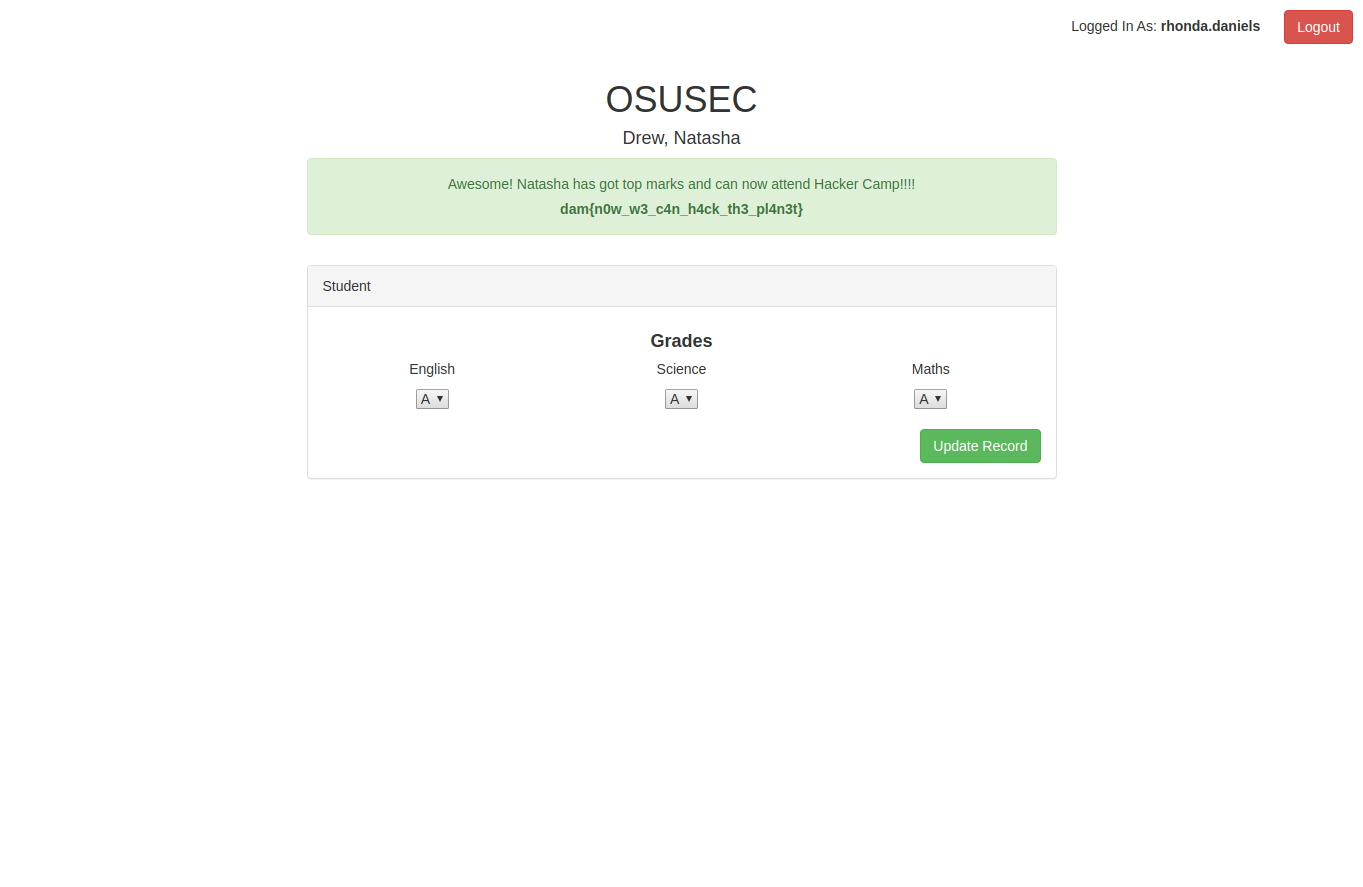 Logged In As: rhonda.daniels Logout
OSUSEC
Drew, Natasha
Awesome! Natasha has got top marks and can now attend Hacker Camp!!!!
dam{n0w_w3_c4n_h4ck_th3_pl4n3t}
Student
Grades
English Science Maths
A A A
Update Record